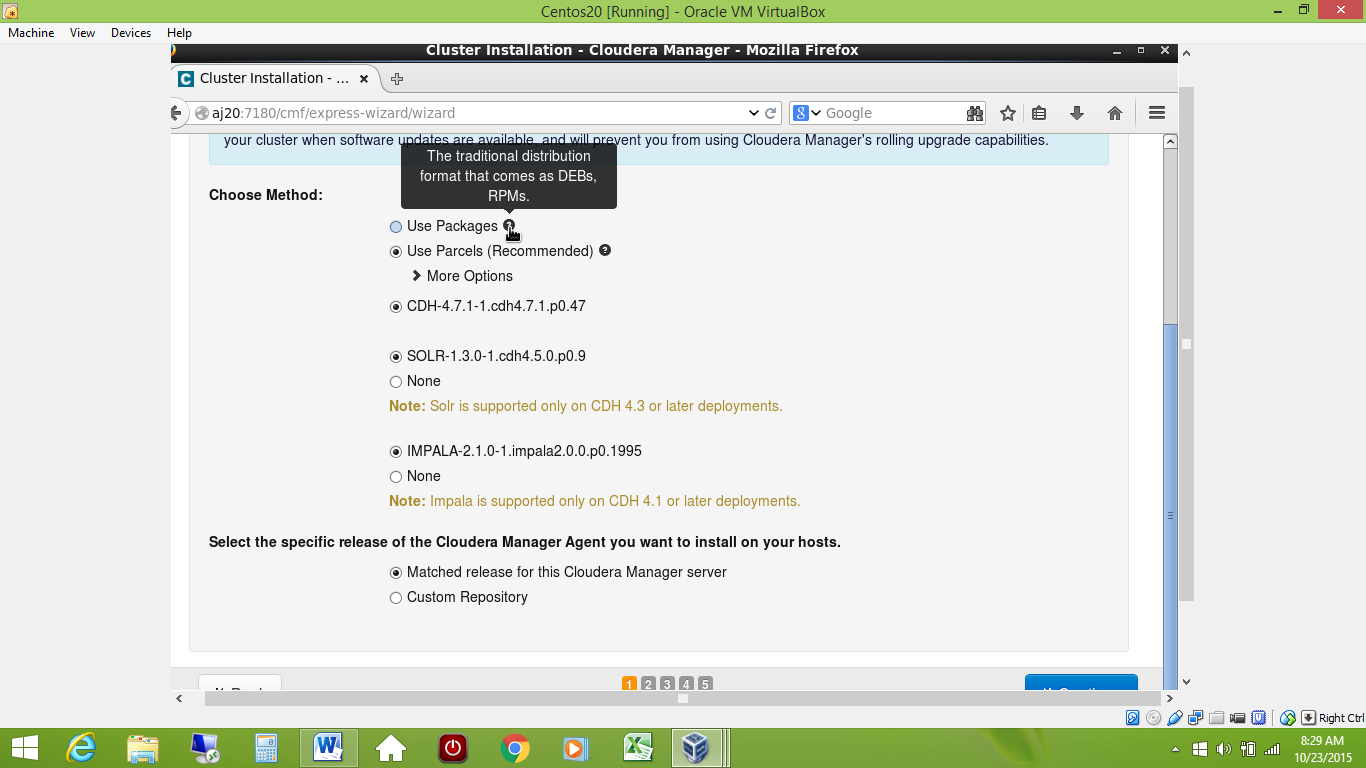 Centos20 [Running] - Oracle VM VirtualBox
Machine View Devices Help
Cluster Installation - Cloudera Manager - Mozilla Firefox
Cluster Installation - ...
aj20:7180/cmf/express-wizard/wizard
Google
your cluster when software updates are available, and will prevent you from using Cloudera Manager's rolling upgrade capabilities.
The traditional distribution
format that comes as DEBs,
RPMs.
Choose Method:
Use Packages
Use Parcels (Recommended) ?
More Options
CDH-4.7.1-1.cdh4.7.1.p0.47
SOLR-1.3.0-1.cdh4.5.0.p0.9
None
Note: Solr is supported only on CDH 4.3 or later deployments.
IMPALA-2.1.0-1.impala2.0.0.p0.1995
None
Note: Impala is supported only on CDH 4.1 or later deployments.
Select the specific release of the Cloudera Manager Agent you want to install on your hosts.
Matched release for this Cloudera Manager server
Custom Repository
1 2 3 4 5
Right Ctrl
8:29 AM
10/23/2015